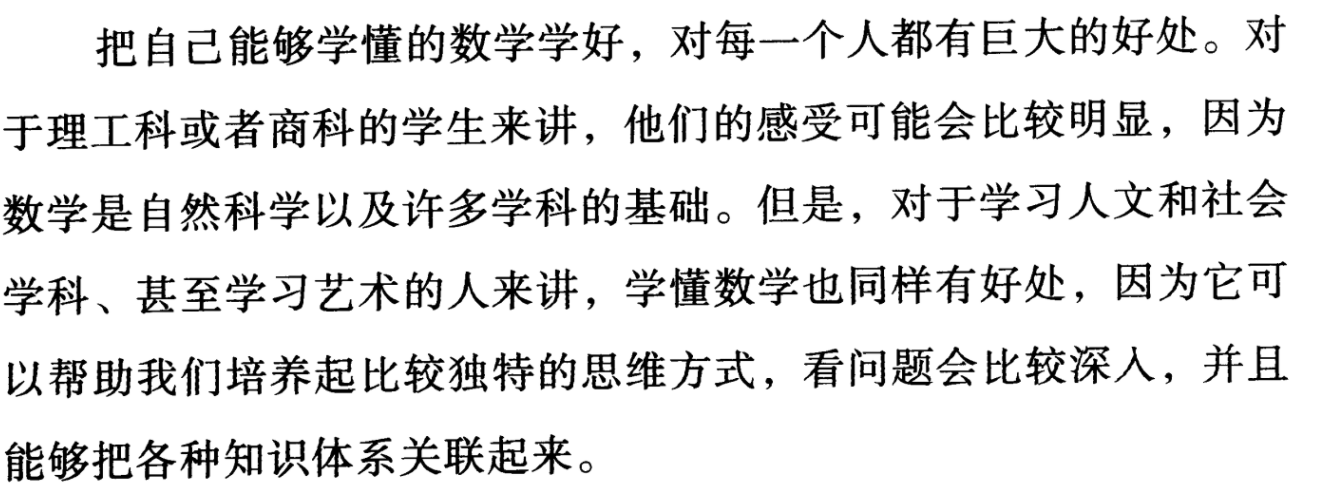 把自己能够学懂的数学学好，对每一个人都有巨大的好处。对
于理工科或者商科的学生来讲，他们的感受可能会比较明显，因为
数学是自然科学以及许多学科的基础。但是，对于学习人文和社会
学科、甚至学习艺术的人来讲，学懂数学也同样有好处，因为它可
以帮助我们培养起比较独特的思维方式，看问题会比较深入，并且
能够把各种知识体系关联起来。